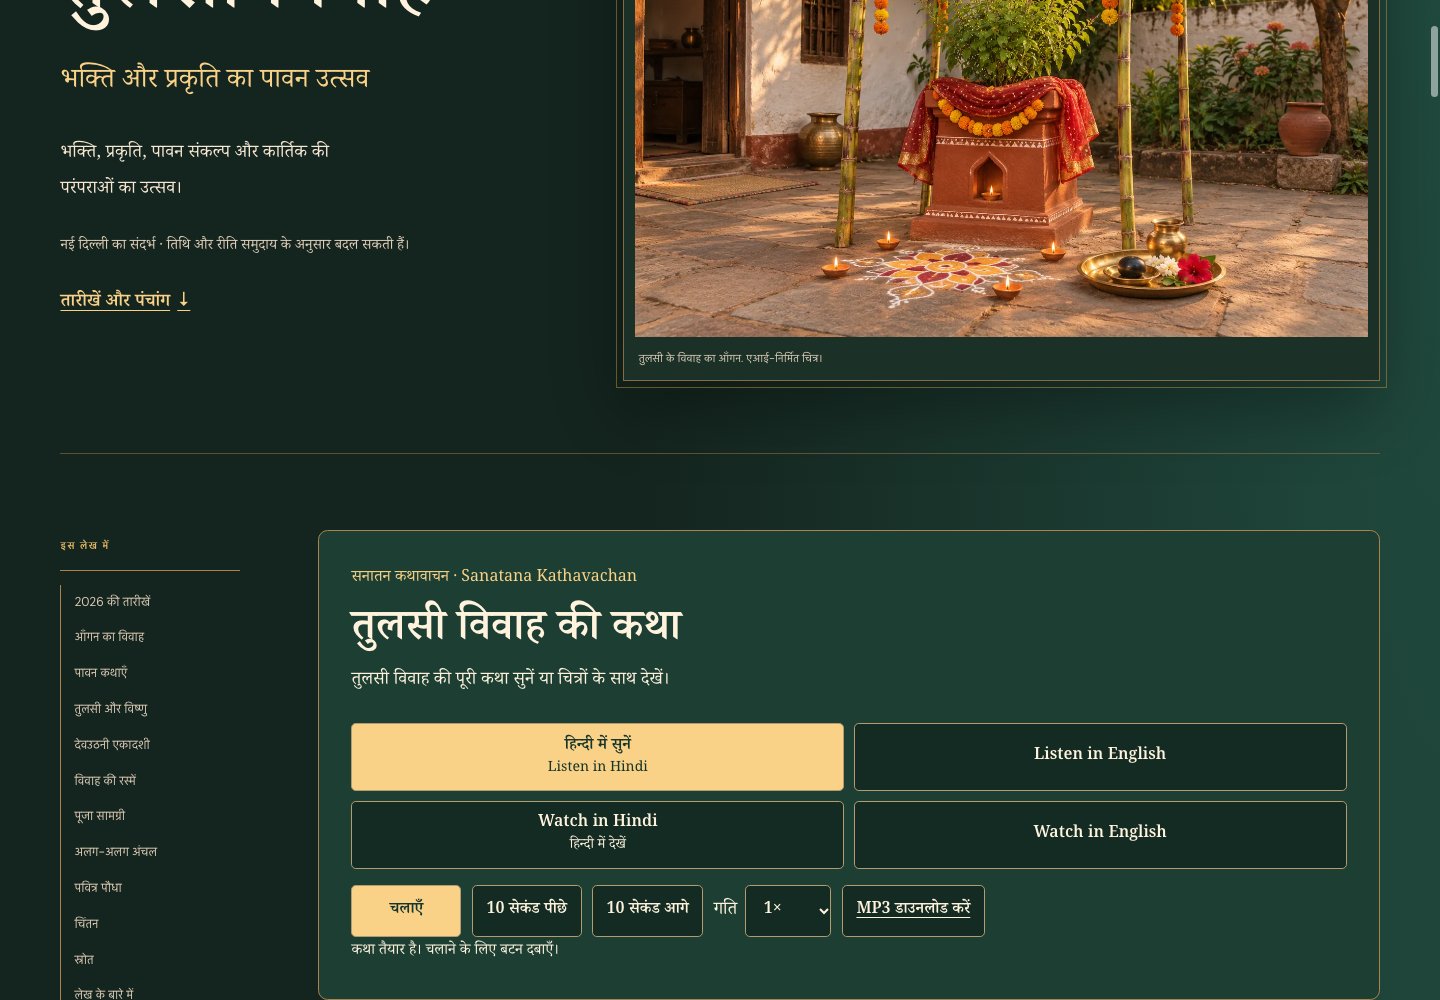 तुलसी विवाह
भक्ति और प्रकृति का पावन उत्सव
भक्ति, प्रकृति, पावन संकल्प और कार्तिक की
परंपराओं का उत्सव।
नई दिल्ली का संदर्भ · तिथि और रीति समुदाय के अनुसार बदल सकती हैं।
तारीखें और पंचांग ↓
तुलसी के विवाह का आँगन. एआई-निर्मित चित्र।
इस लेख में
2026 की तारीखें
आँगन का विवाह
पावन कथाएँ
तुलसी और विष्णु
देवउठनी एकादशी
विवाह की रस्में
पूजा सामग्री
अलग-अलग अंचल
पवित्र पौधा
चिंतन
स्रोत
लेख के बारे में
सनातन कथावाचन · Sanatana Kathavachan
तुलसी विवाह की कथा
तुलसी विवाह की पूरी कथा सुनें या चित्रों के साथ देखें।
हिन्दी में सुनें
Listen in Hindi
Listen in English
Watch in Hindi
हिन्दी में देखें
Watch in English
चलाएँ
10 सेकंड पीछे
10 सेकंड आगे
गति
1×
MP3 डाउनलोड करें
कथा तैयार है। चलाने के लिए बटन दबाएँ।